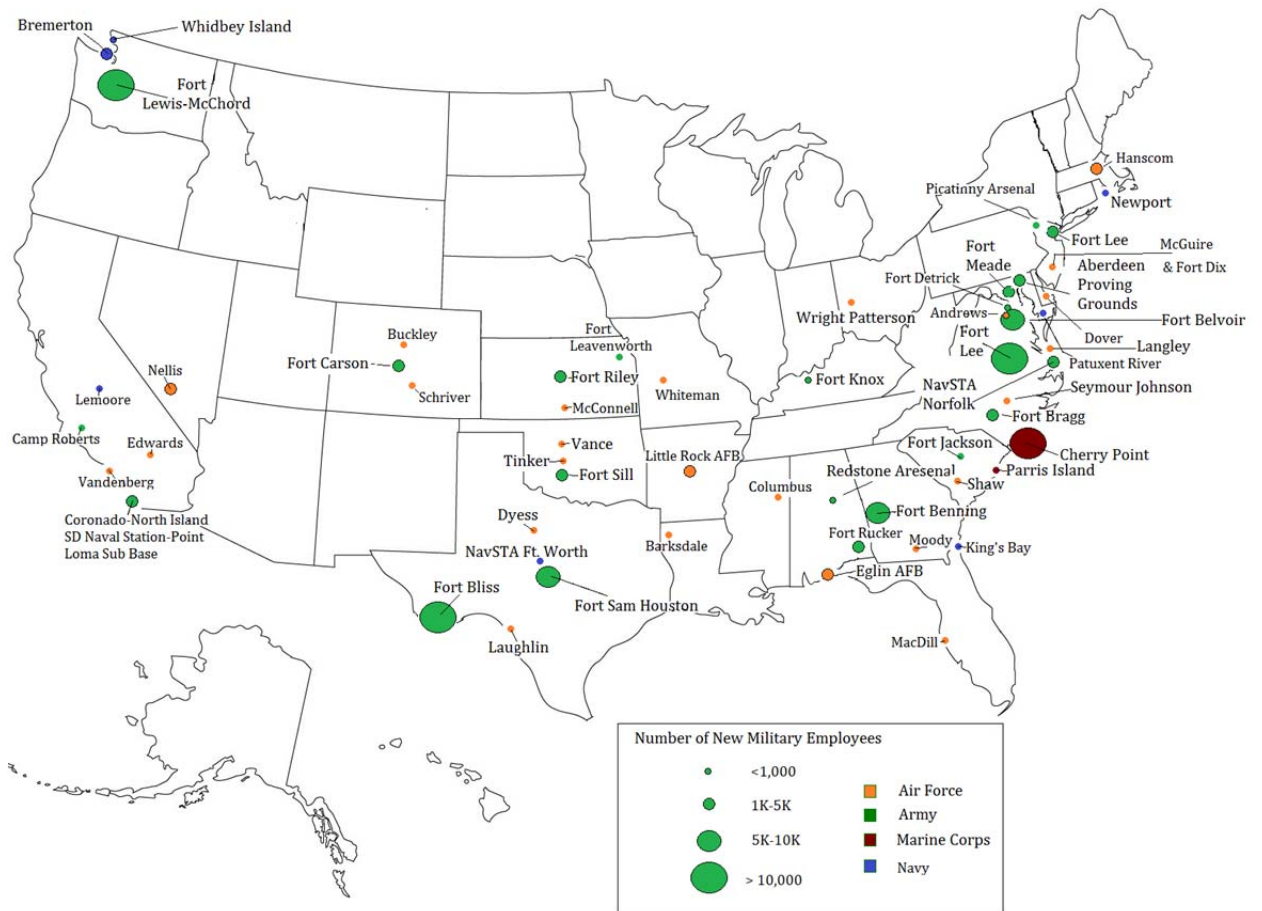 Bremerton
Whidbey Island
Fort
Lewis-McChord
Hanscom
Picatinny Arsenal
Newport
Fort Lee
McGuire
& Fort Dix
Fort
Meade
Aberdeen
Proving
Grounds
Fort Detrick
Andrews
Wright Patterson
Fort Belvoir
Dover
Fort
Lee
Langley
Patuxent River
Buckley
Fort Carson
Schriver
Fort
Leavenworth
Fort Riley
McConnell
Whiteman
Fort Knox
NavSTA
Norfolk
Seymour Johnson
Fort Bragg
Nellis
Lemoore
Camp Roberts
Edwards
Vandenberg
Coronado-North Island
SD Naval Station-Point
Loma Sub Base
Vance
Tinker
Fort Sill
Little Rock AFB
Fort Jackson
Cherry Point
Parris Island
Redstone Aresenal
Shaw
Columbus
Fort Benning
Dyess
NavSTA Ft. Worth
Barksdale
Fort Rucker
Moody
King's Bay
Eglin AFB
Fort Bliss
Fort Sam Houston
Laughlin
MacDill
Number of New Military Employees
<1,000
1K-5K
5K-10K
> 10,000
Air Force
Army
Marine Corps
Navy